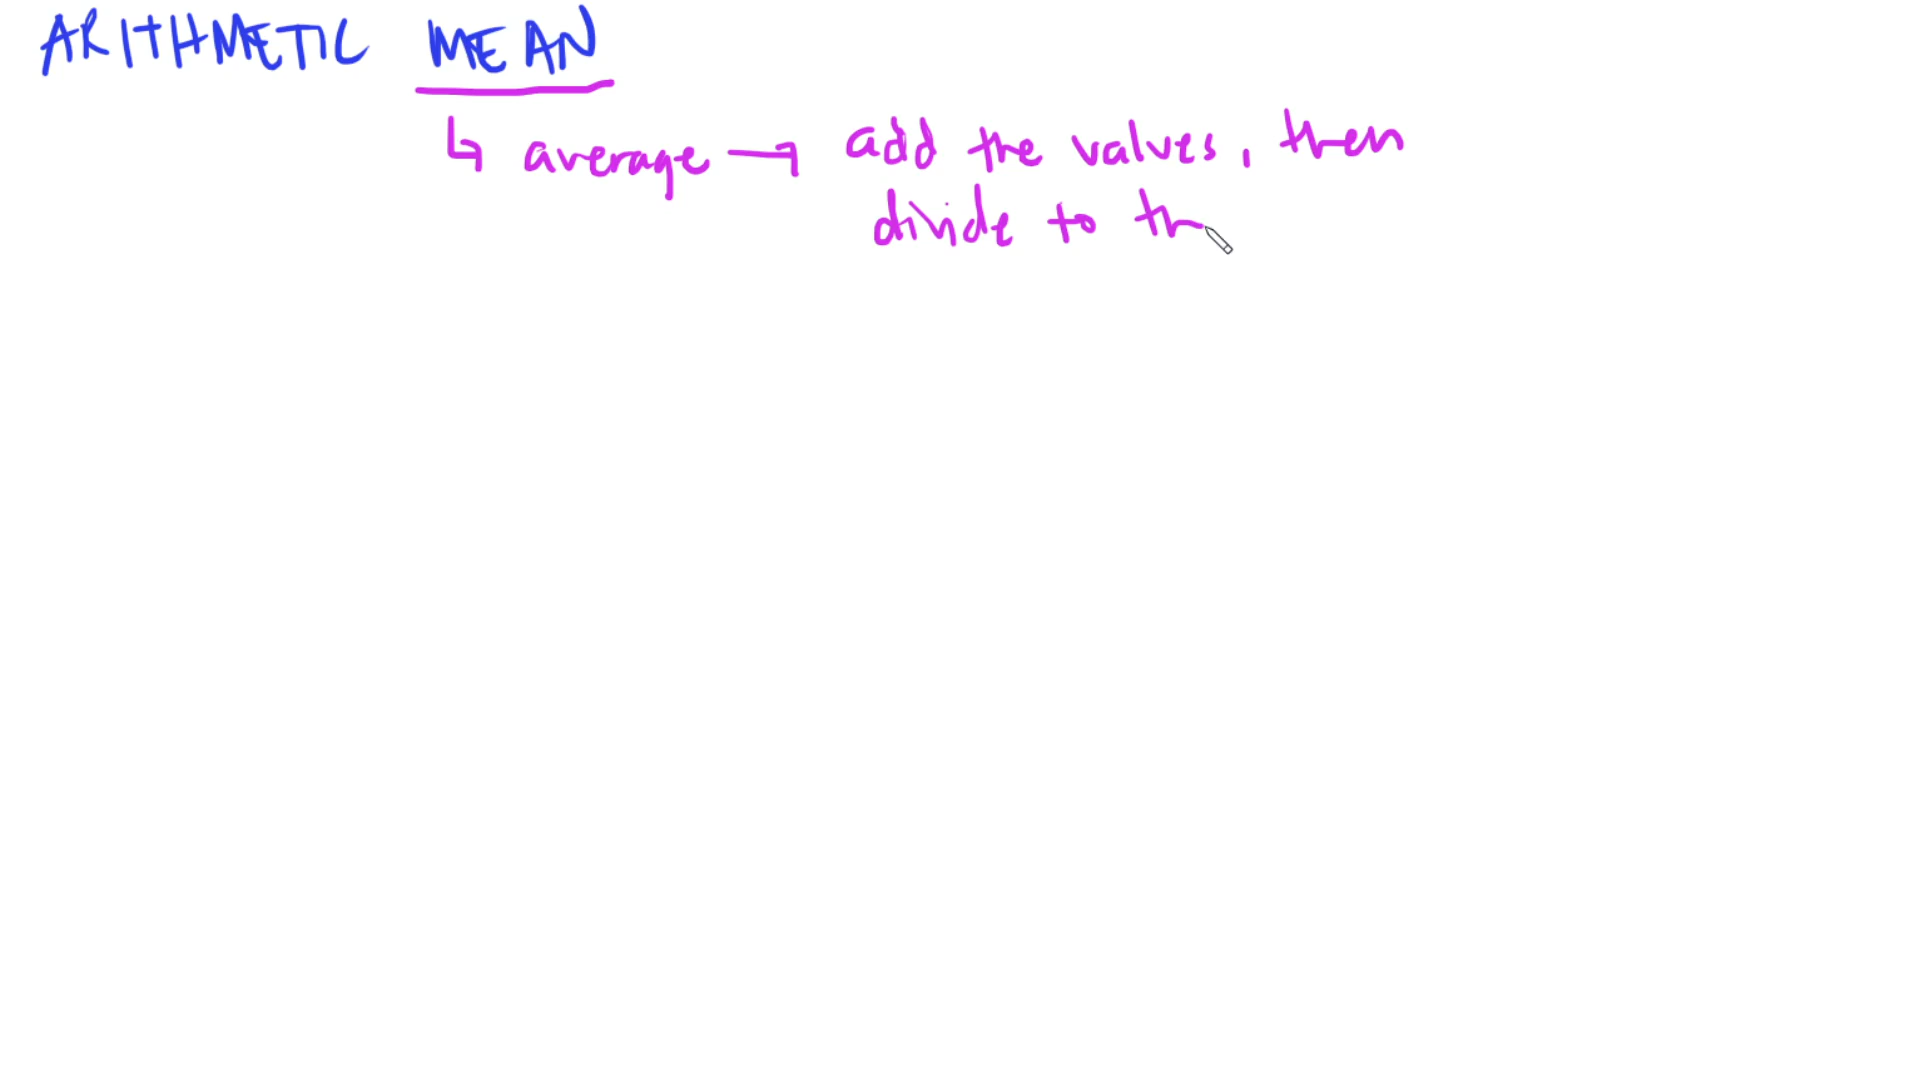 ARITHMETIC MEAN
↳ average → add the values, then
divide to th